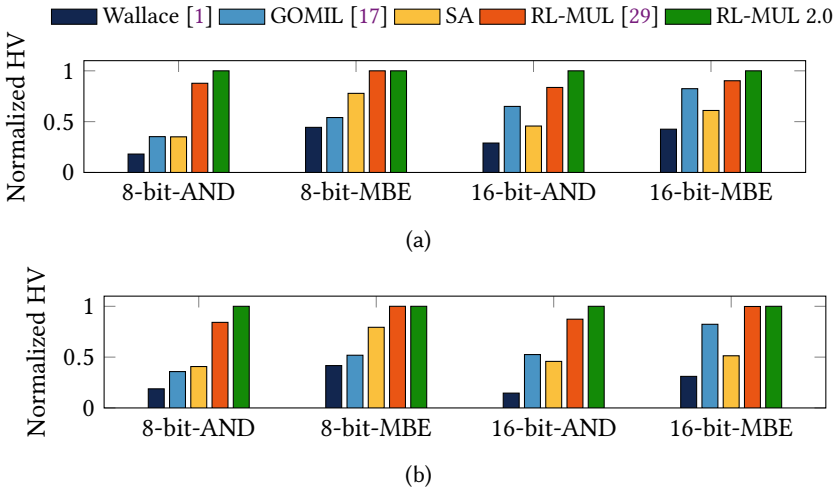 Wallace [1] GOMIL [17] SA RL-MUL [29] RL-MUL 2.0
Normalized HV
1
0.5
0
8-bit-AND 8-bit-MBE 16-bit-AND 16-bit-MBE
(a)
Normalized HV
1
0.5
0
8-bit-AND 8-bit-MBE 16-bit-AND 16-bit-MBE
(b)